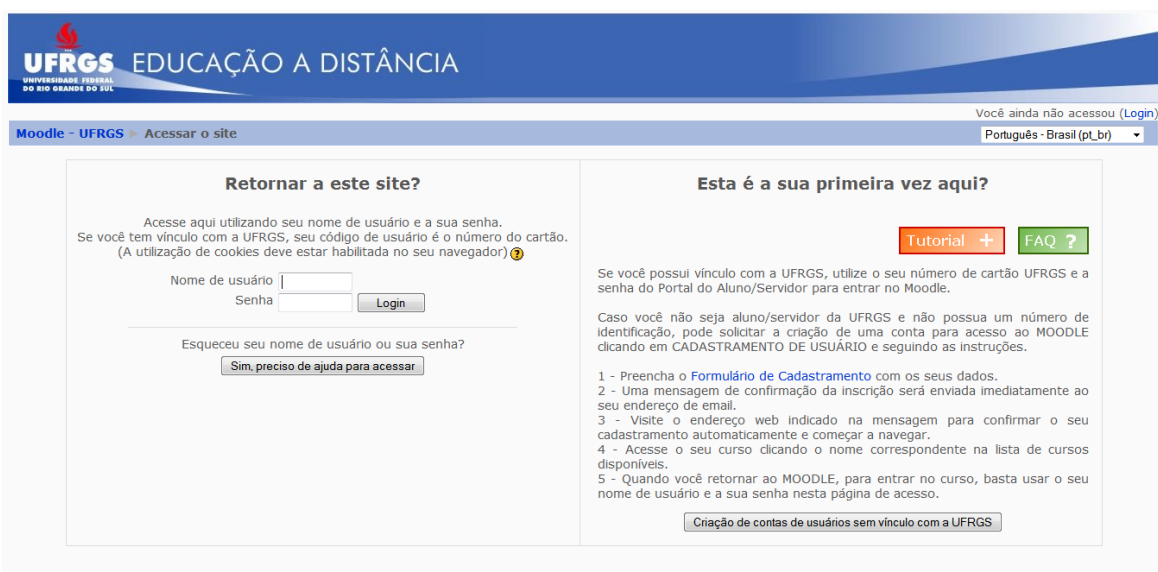 UFRGS
UNIVERSIDADE FEDERAL
DO RIO GRANDE DO SUL
EDUCAÇÃO A DISTÂNCIA
Você ainda não acessou (Login)
Moodle - UFRGS ► Acessar o site
Português - Brasil (pt_br)
Retornar a este site?
Acesse aqui utilizando seu nome de usuário e a sua senha.
Se você tem vínculo com a UFRGS, seu código de usuário é o número do cartão.
(A utilização de cookies deve estar habilitada no seu navegador) ?
Nome de usuário
Senha
Login
Esqueceu seu nome de usuário ou sua senha?
Sim, preciso de ajuda para acessar
Esta é a sua primeira vez aqui?
Tutorial +
FAQ ?
Se você possui vínculo com a UFRGS, utilize o seu número de cartão UFRGS e a
senha do Portal do Aluno/Servidor para entrar no Moodle.
Caso você não seja aluno/servidor da UFRGS e não possua um número de
identificação, pode solicitar a criação de uma conta para acesso ao MOODLE
clicando em CADASTRAMENTO DE USUÁRIO e seguindo as instruções.
1 - Preencha o Formulário de Cadastramento com os seus dados.
2 - Uma mensagem de confirmação da inscrição será enviada imediatamente ao
seu endereço de email.
3 - Visite o endereço web indicado na mensagem para confirmar o seu
cadastramento automaticamente e começar a navegar.
4 - Acesse o seu curso clicando o nome correspondente na lista de cursos
disponíveis.
5 - Quando você retornar ao MOODLE, para entrar no curso, basta usar o seu
nome de usuário e a sua senha nesta página de acesso.
Criação de contas de usuários sem vínculo com a UFRGS